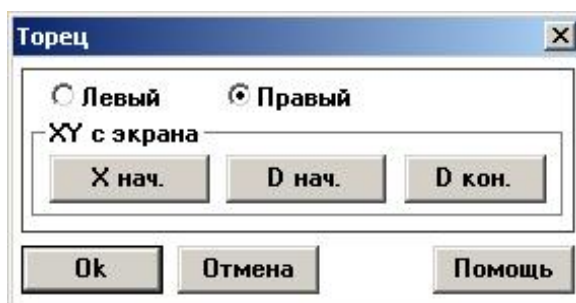 Торец
Левый Правый
XY с экрана
X нач. D нач. D кон.
Ok Отмена Помощь